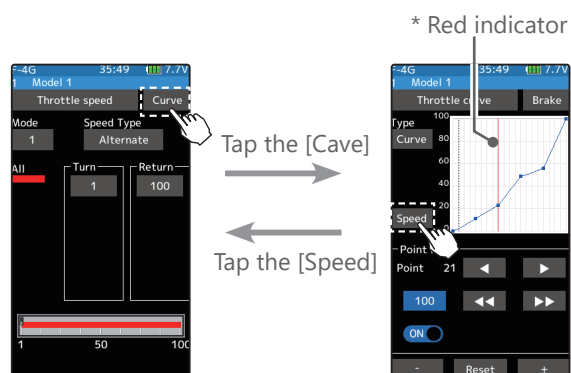 * Red indicator
F-4G 35:49 7.7V
1 Model 1
Throttle speed Curve
Mode Speed Type
1 Alternate
All Turn Return
1 100
1 50 100
Tap the [Cave]
Tap the [Speed]
F-4G 35:49 7.7V
1 Model 1
Throttle curve Brake
Type
Curve
Speed
100
80
60
40
20
0
Point
Point 21
100
ON
- Reset +